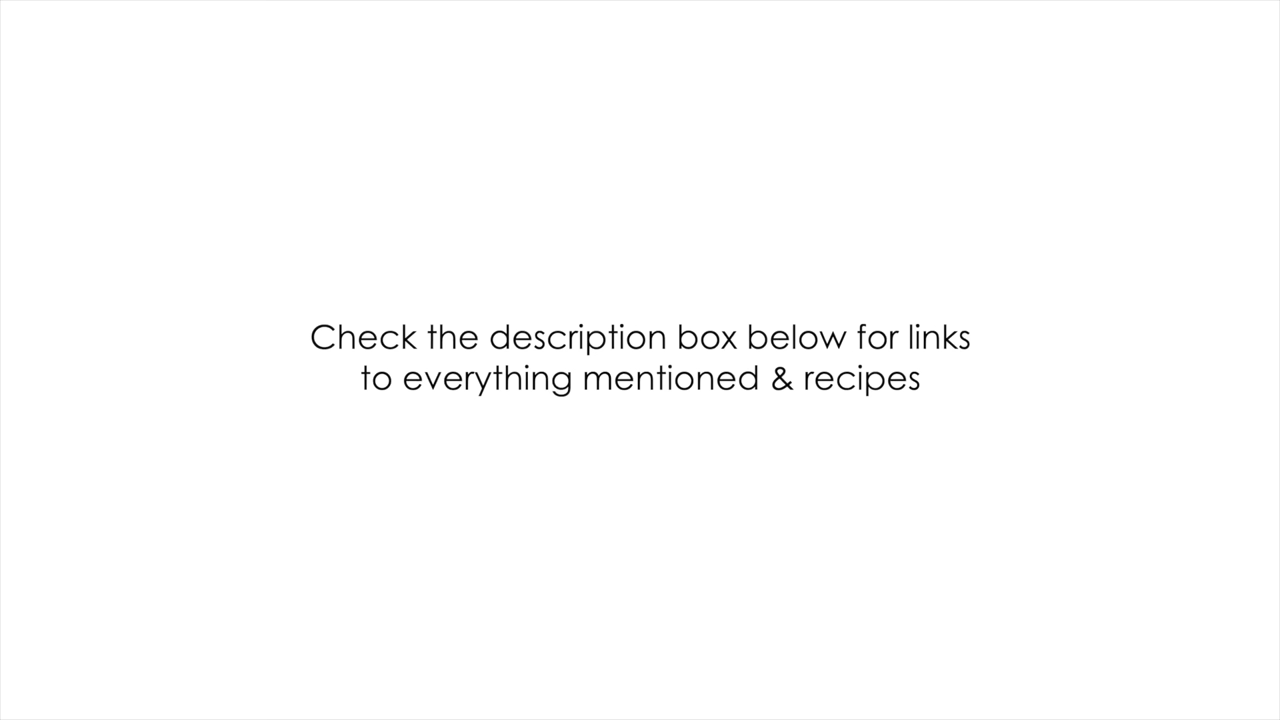 Check the description box below for links
to everything mentioned & recipes